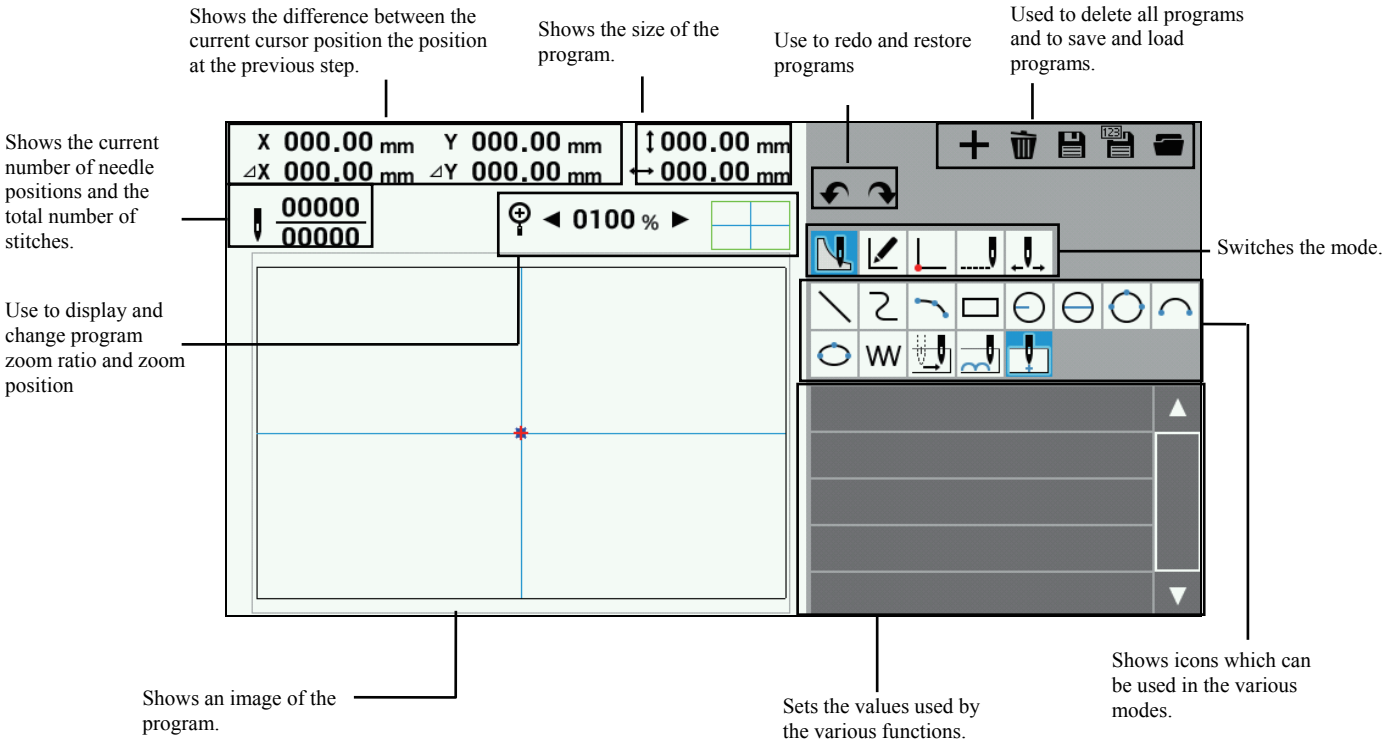 Shows the difference between the
current cursor position the position
at the previous step.
Shows the size of the
program.
Use to redo and restore
programs
Used to delete all programs
and to save and load
programs.
Shows the current
number of needle
positions and the
total number of
stitches.
X 000.00 mm Y 000.00 mm
⊿X 000.00 mm ⊿Y 000.00 mm
↕000.00 mm
↔000.00 mm
123
00000
00000
◀ 0100 % ▶
Switches the mode.
Use to display and
change program
zoom ratio and zoom
position
▲
▼
Shows an image of the
program.
Sets the values used by
the various functions.
Shows icons which can
be used in the various
modes.